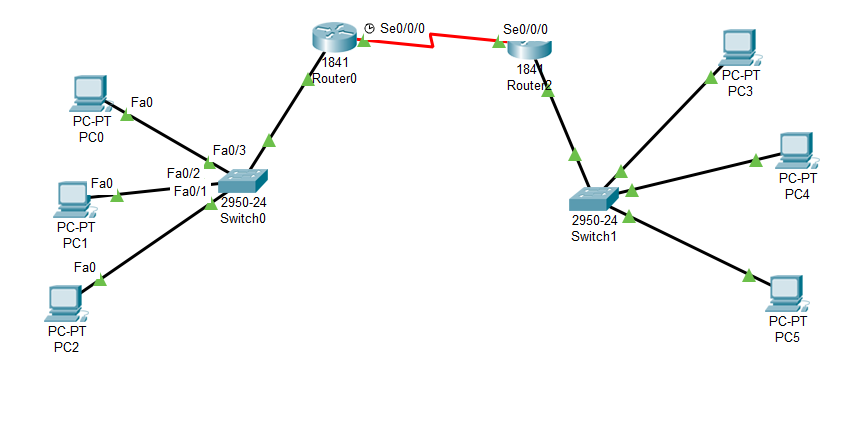 Se0/0/0
1841
Router0
Se0/0/0
1841
Router2
PC-PT
PC3
PC-PT
PC0
Fa0
Fa0/3
Fa0/2
Fa0/1
Fa0
PC-PT
PC1
2950-24
Switch0
PC-PT
PC4
2950-24
Switch1
Fa0
PC-PT
PC2
PC-PT
PC5